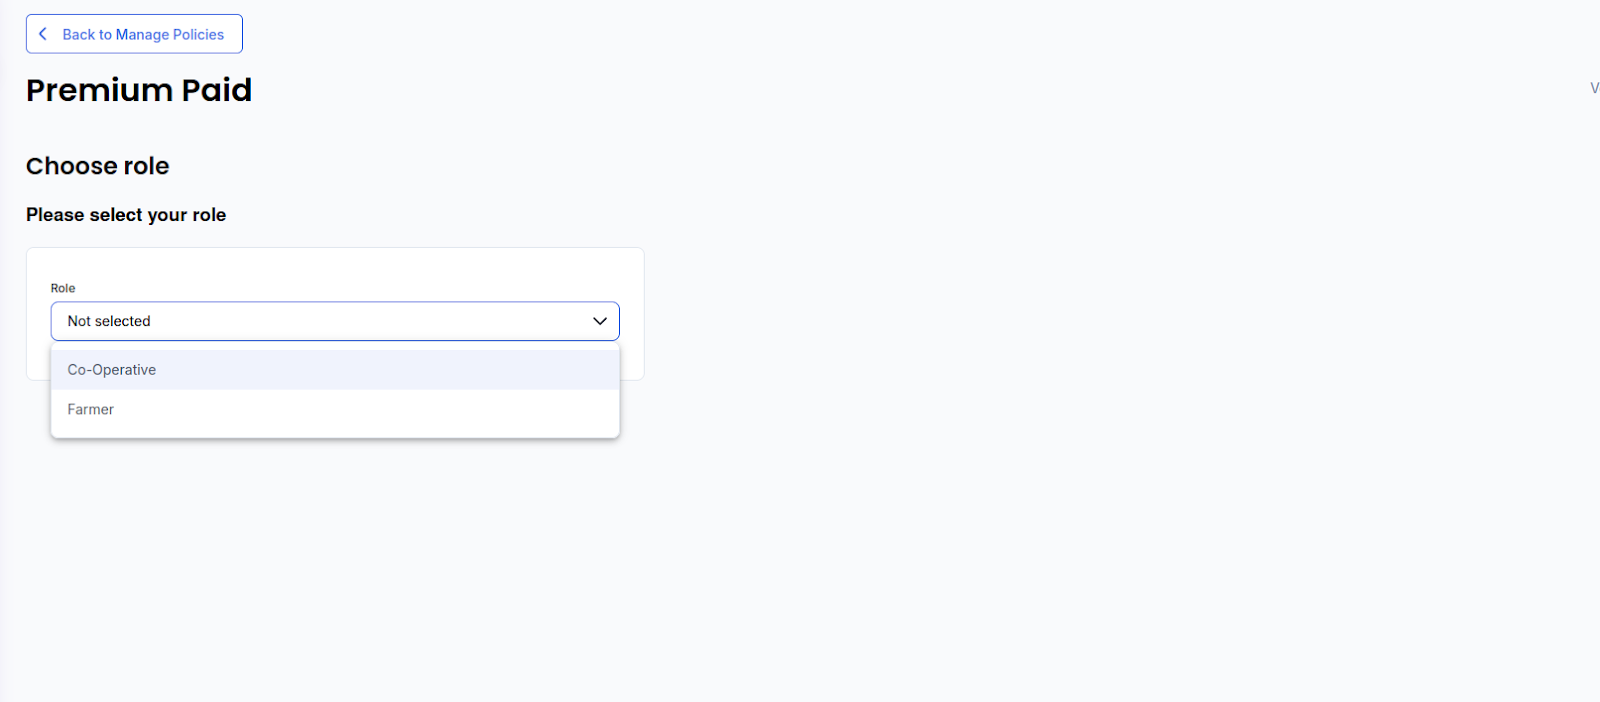 Back to Manage Policies
Premium Paid
Choose role
Please select your role
Role
Not selected
Co-Operative
Farmer